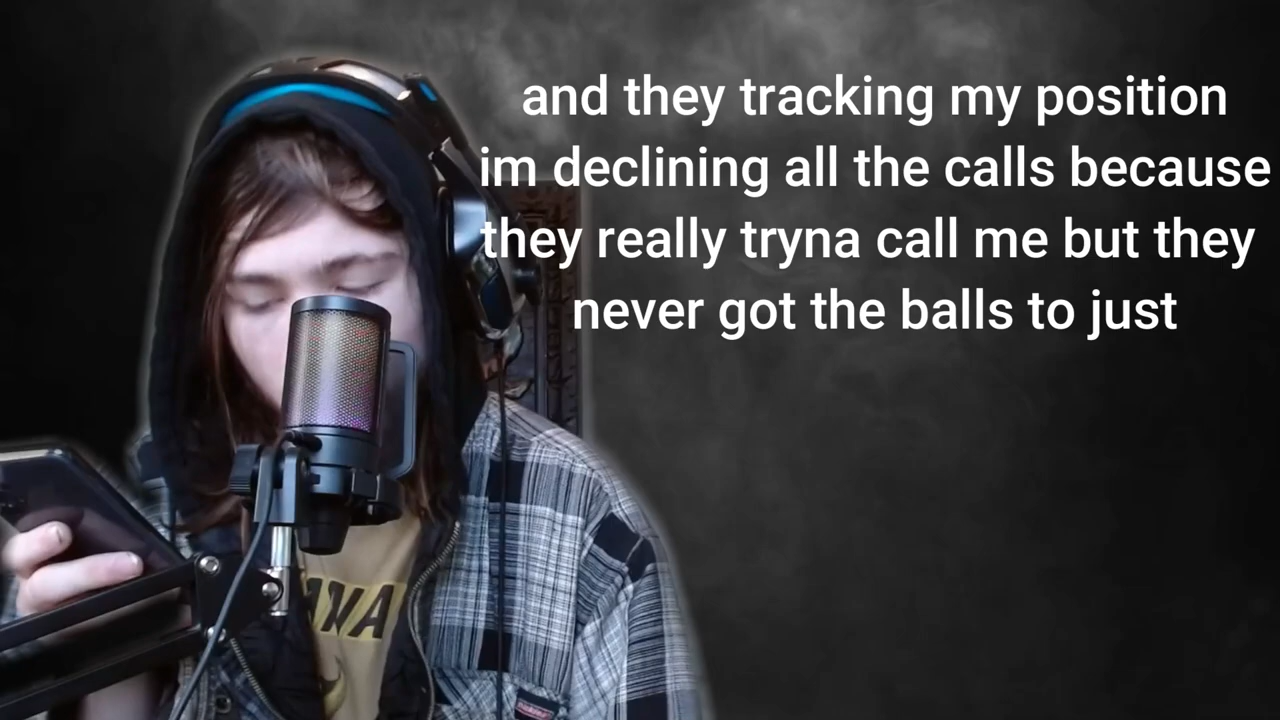 and they tracking my position
im declining all the calls because
they really tryna call me but they
never got the balls to just